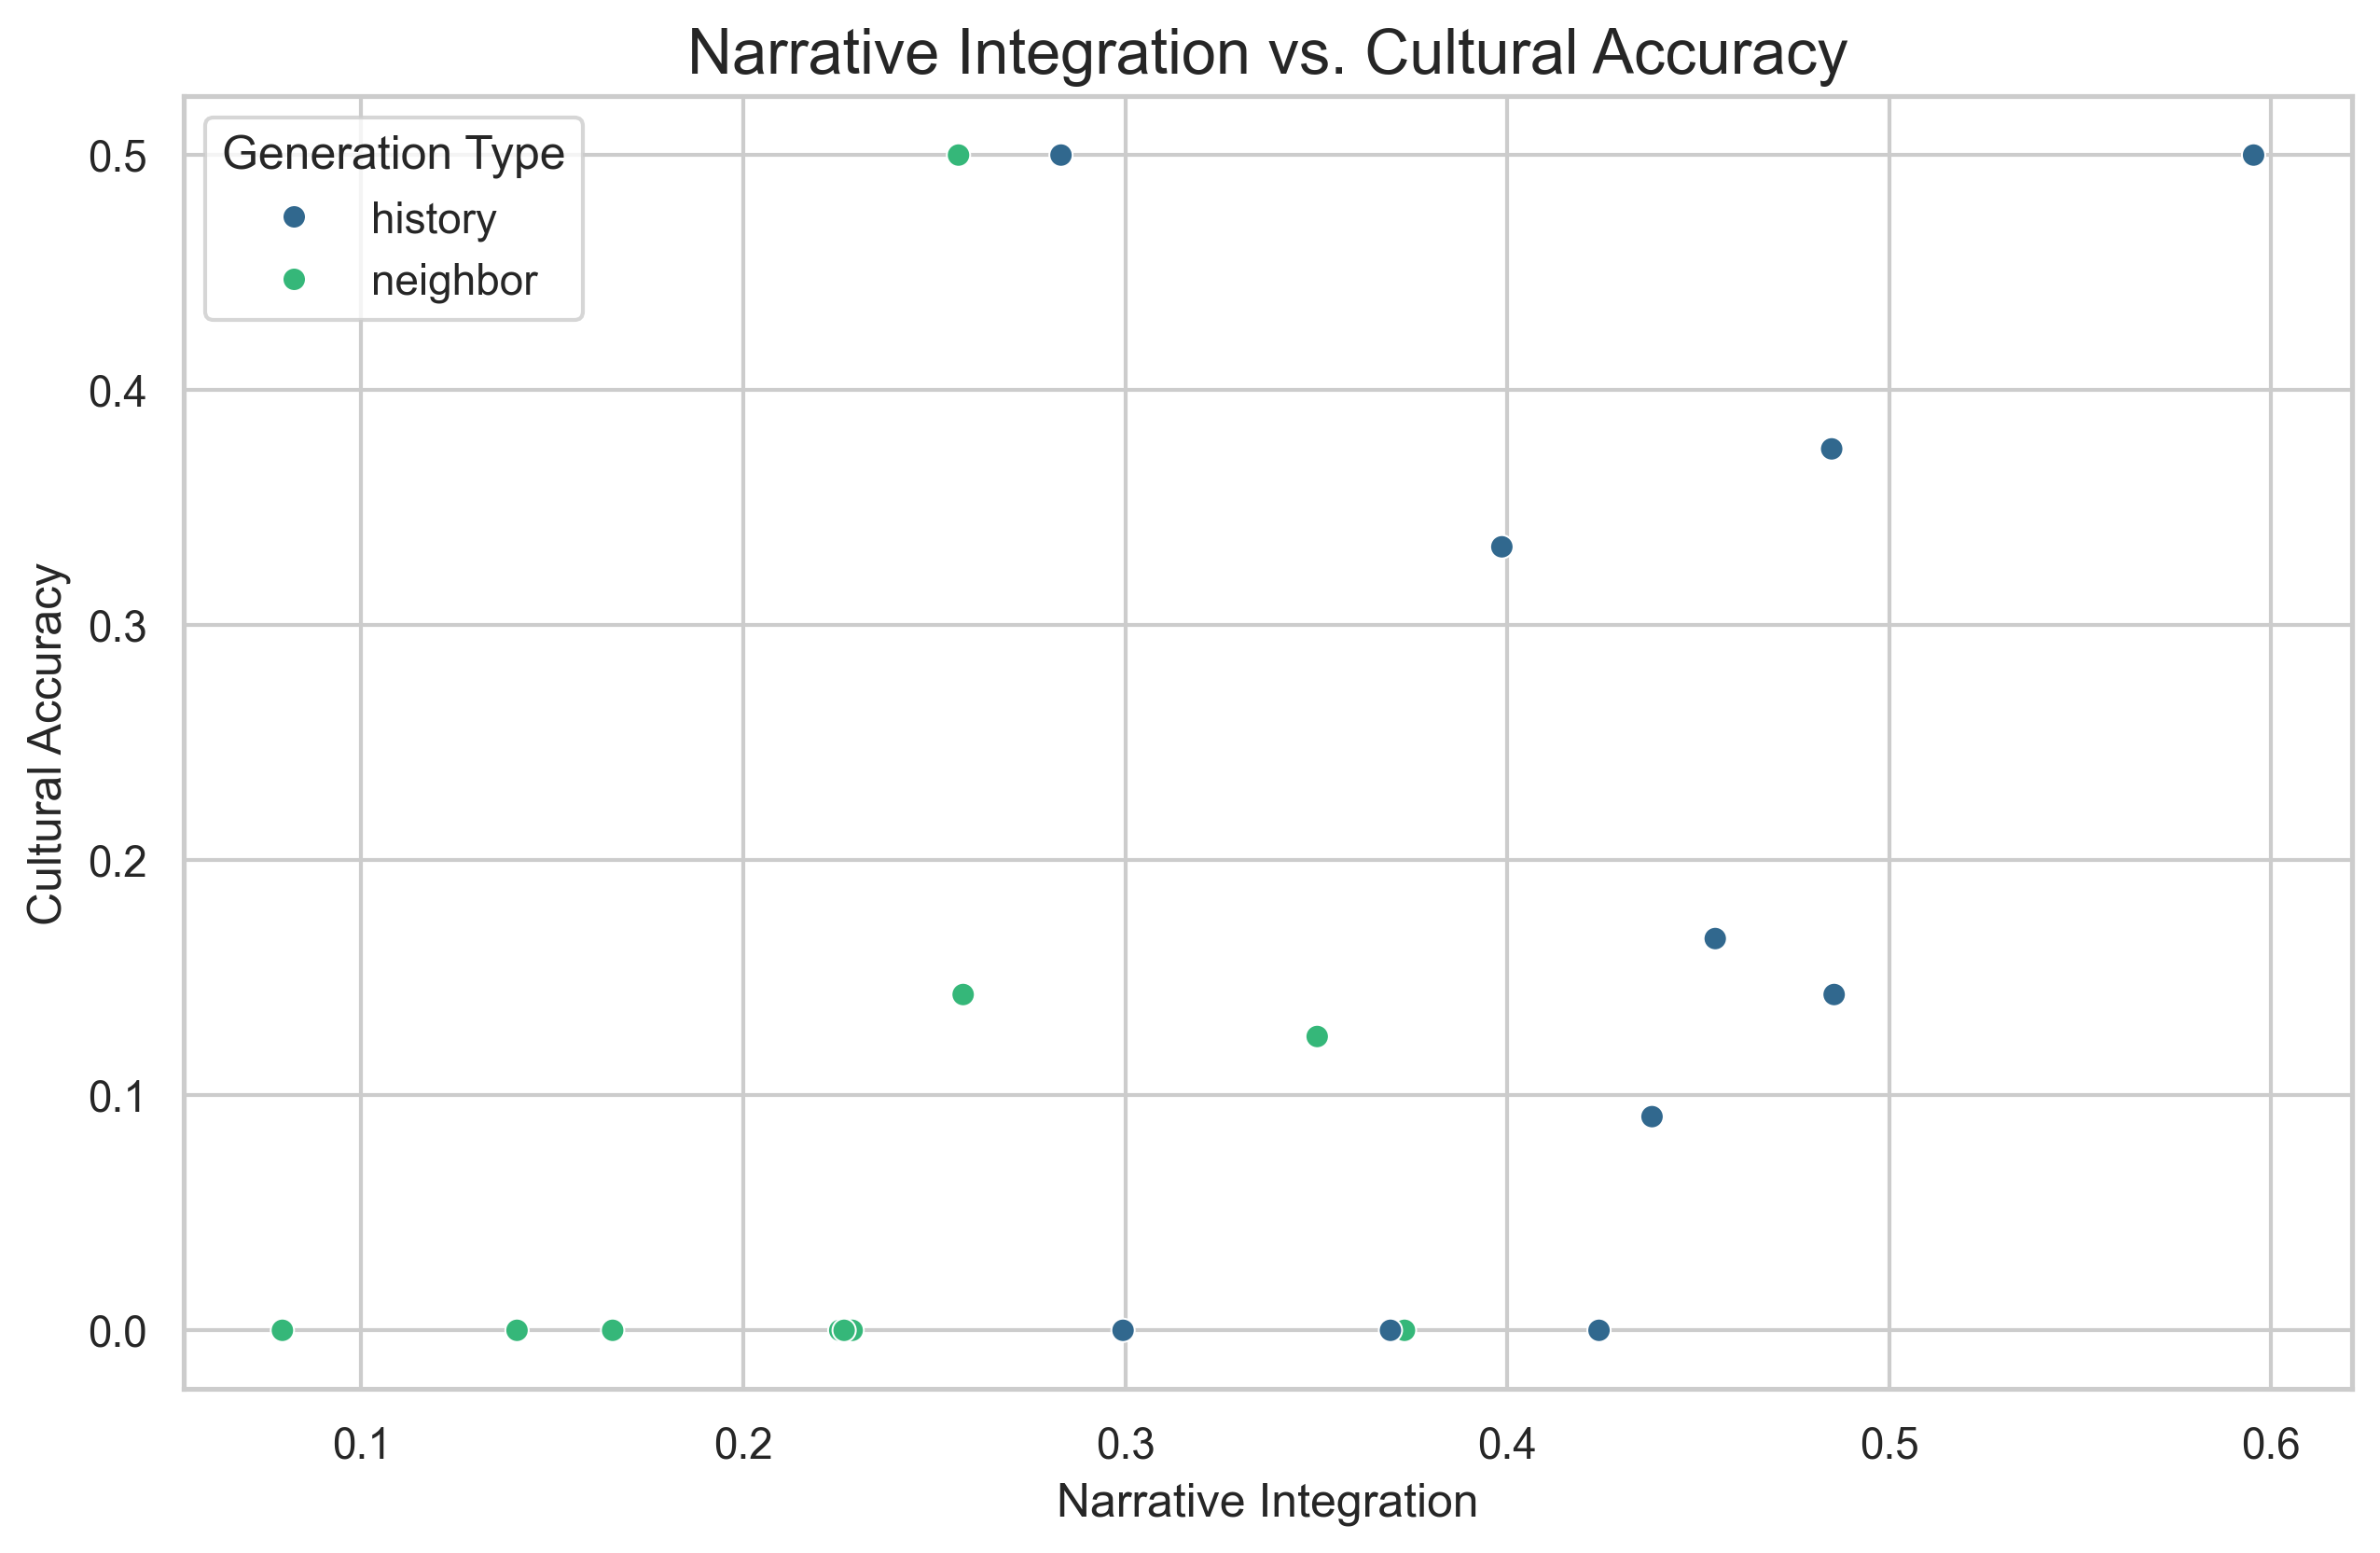 Narrative Integration vs. Cultural Accuracy
Generation Type
history
neighbor
0.5
0.4
0.3
0.2
0.1
0.0
Cultural Accuracy
0.1 0.2 0.3 0.4 0.5 0.6
Narrative Integration